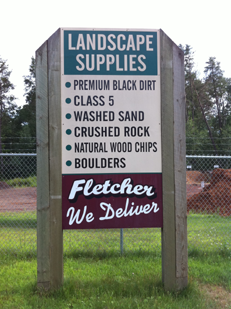 LANDSCAPE
SUPPLIES
• PREMIUM BLACK DIRT
• CLASS 5
• WASHED SAND
• CRUSHED ROCK
• NATURAL WOOD CHIPS
• BOULDERS
Fletcher
We Deliver